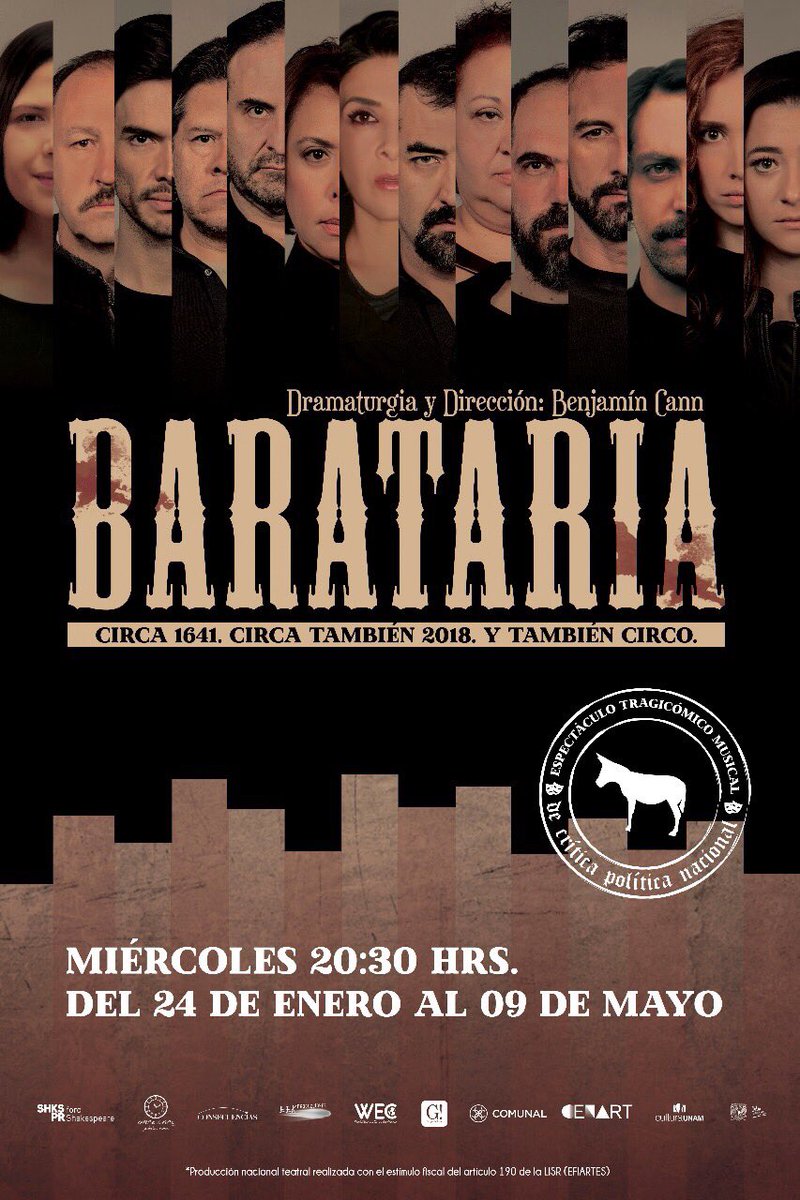 Dramaturgia y Dirección: Benjamín Cann
BARATARIA
CIRCA 1641. CIRCA TAMBIÉN 2018. Y TAMBIÉN CIRCO.
ESPECTÁCULO TRAGICÓMICO MUSICAL
de crítica política nacional
MIÉRCOLES 20:30 HRS.
DEL 24 DE ENERO AL 09 DE MAYO
SHKS foro
PR Shakespeare
CONSECUENCIAS
WEC
G!
COMUNAL
CENART
culturaUNAM
*Producción nacional teatral realizada con el estímulo fiscal del artículo 190 de la LISR (EFIARTES)